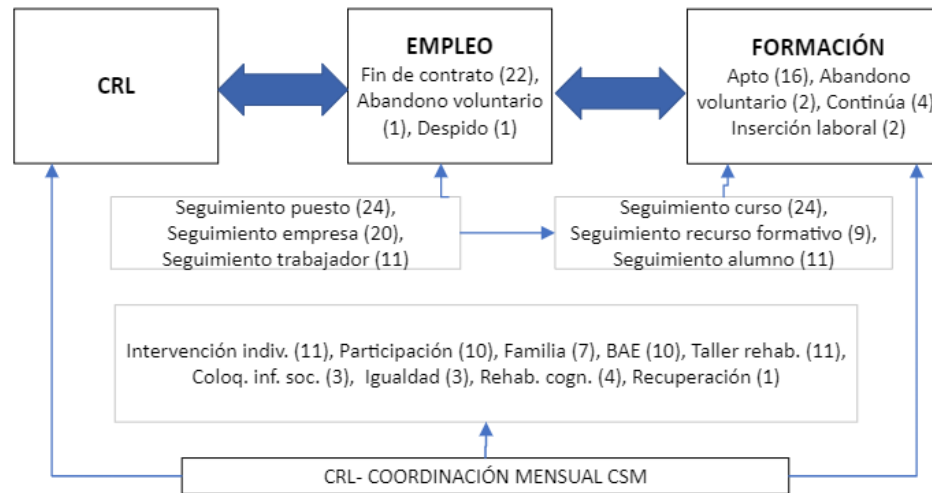 CRL
EMPLEO
Fin de contrato (22),
Abandono voluntario
(1), Despido (1)
FORMACIÓN
Apto (16), Abandono
voluntario (2), Continúa (4)
Inserción laboral (2)
Seguimiento puesto (24),
Seguimiento empresa (20),
Seguimiento trabajador (11)
Seguimiento curso (24),
Seguimiento recurso formativo (9),
Seguimiento alumno (11)
Intervención indiv. (11), Participación (10), Familia (7), BAE (10), Taller rehab. (11),
Coloq. inf. soc. (3), Igualdad (3), Rehab. cogn. (4), Recuperación (1)
CRL- COORDINACIÓN MENSUAL CSM